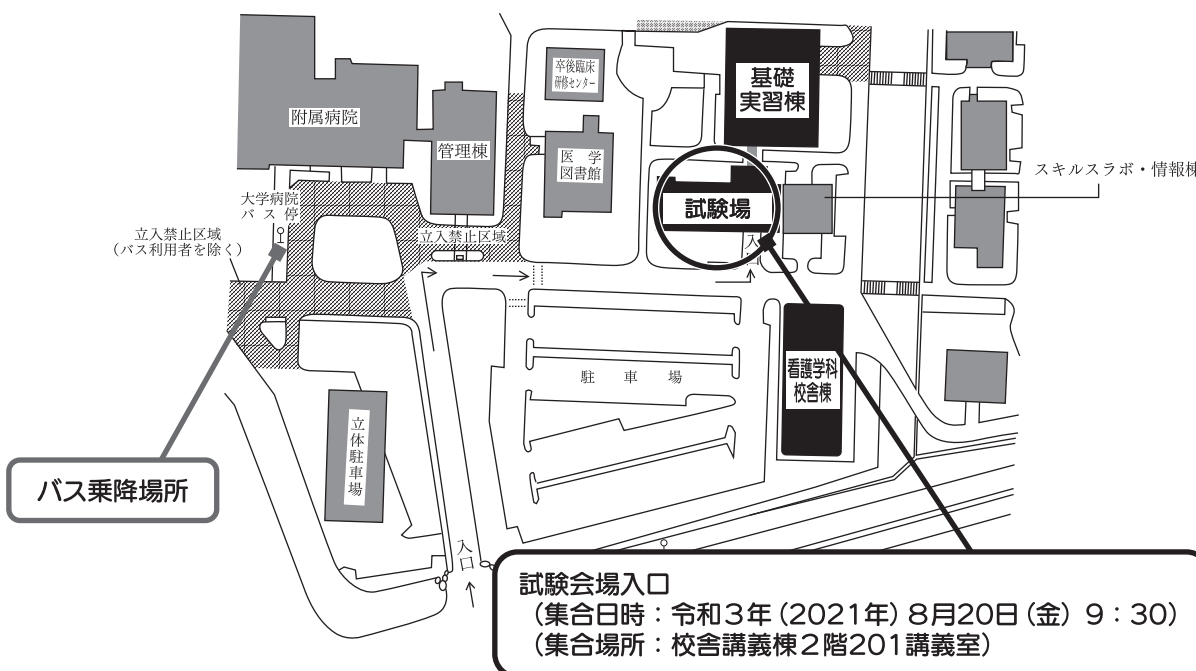 卒後臨床
研修センター
基礎
実習棟
附属病院
管理棟
医学
図書館
スキルスラボ・情報棟
試験場
大学病院
バス停
立入禁止区域
立入禁止区域
(バス利用者を除く)
入口
駐車場
看護学科
校舎棟
立体駐車場
バス乗降場所
入口
試験会場入口
(集合日時：令和3年(2021年)8月20日(金) 9：30)
(集合場所：校舎講義棟2階201講義室)